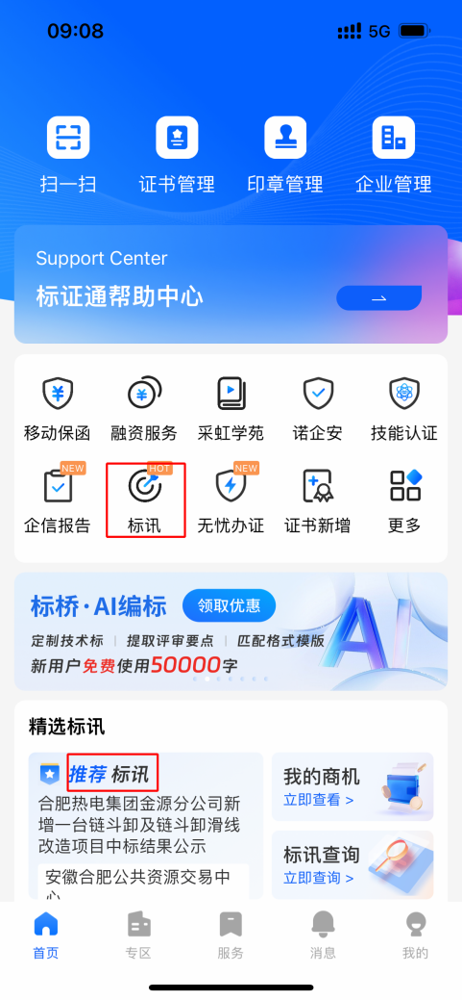 09:08
5G
扫一扫
证书管理
印章管理
企业管理
Support Center
标证通帮助中心
移动保函
融资服务
采虹学苑
诺企安
技能认证
NEW
HOT
NEW
企信报告
标讯
无忧办证
证书新增
更多
标桥·AI编标
领取优惠
定制技术标
提取评审要点
匹配格式模版
新用户免费使用50000字
AI
精选标讯
推荐 标讯
合肥热电集团金源分公司新
增一台链斗卸及链斗卸滑线
改造项目中标结果公示
安徽合肥公共资源交易中
心
我的商机
立即查看 >
标讯查询
立即查询 >
首页
专区
服务
消息
我的